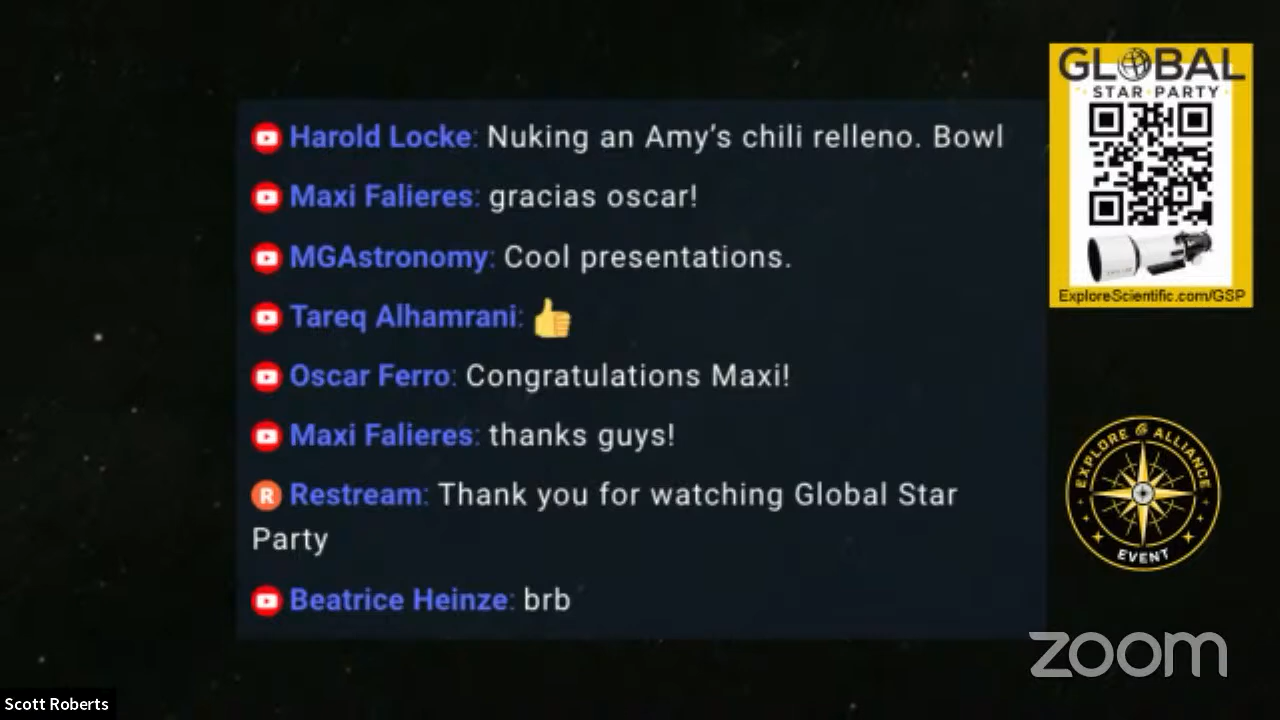 Harold Locke: Nuking an Amy’s chili relleno. Bowl
Maxi Falieres: gracias oscar!
MGAstronomy: Cool presentations.
Tareq Alhamrani: 👍
Oscar Ferro: Congratulations Maxi!
Maxi Falieres: thanks guys!
R Restream: Thank you for watching Global Star
Party
Beatrice Heinze: brb
GLOBAL
STAR PARTY
ExploreScientific.com/GSP
EXPLORE ALLIANCE
EVENT
zoom
Scott Roberts